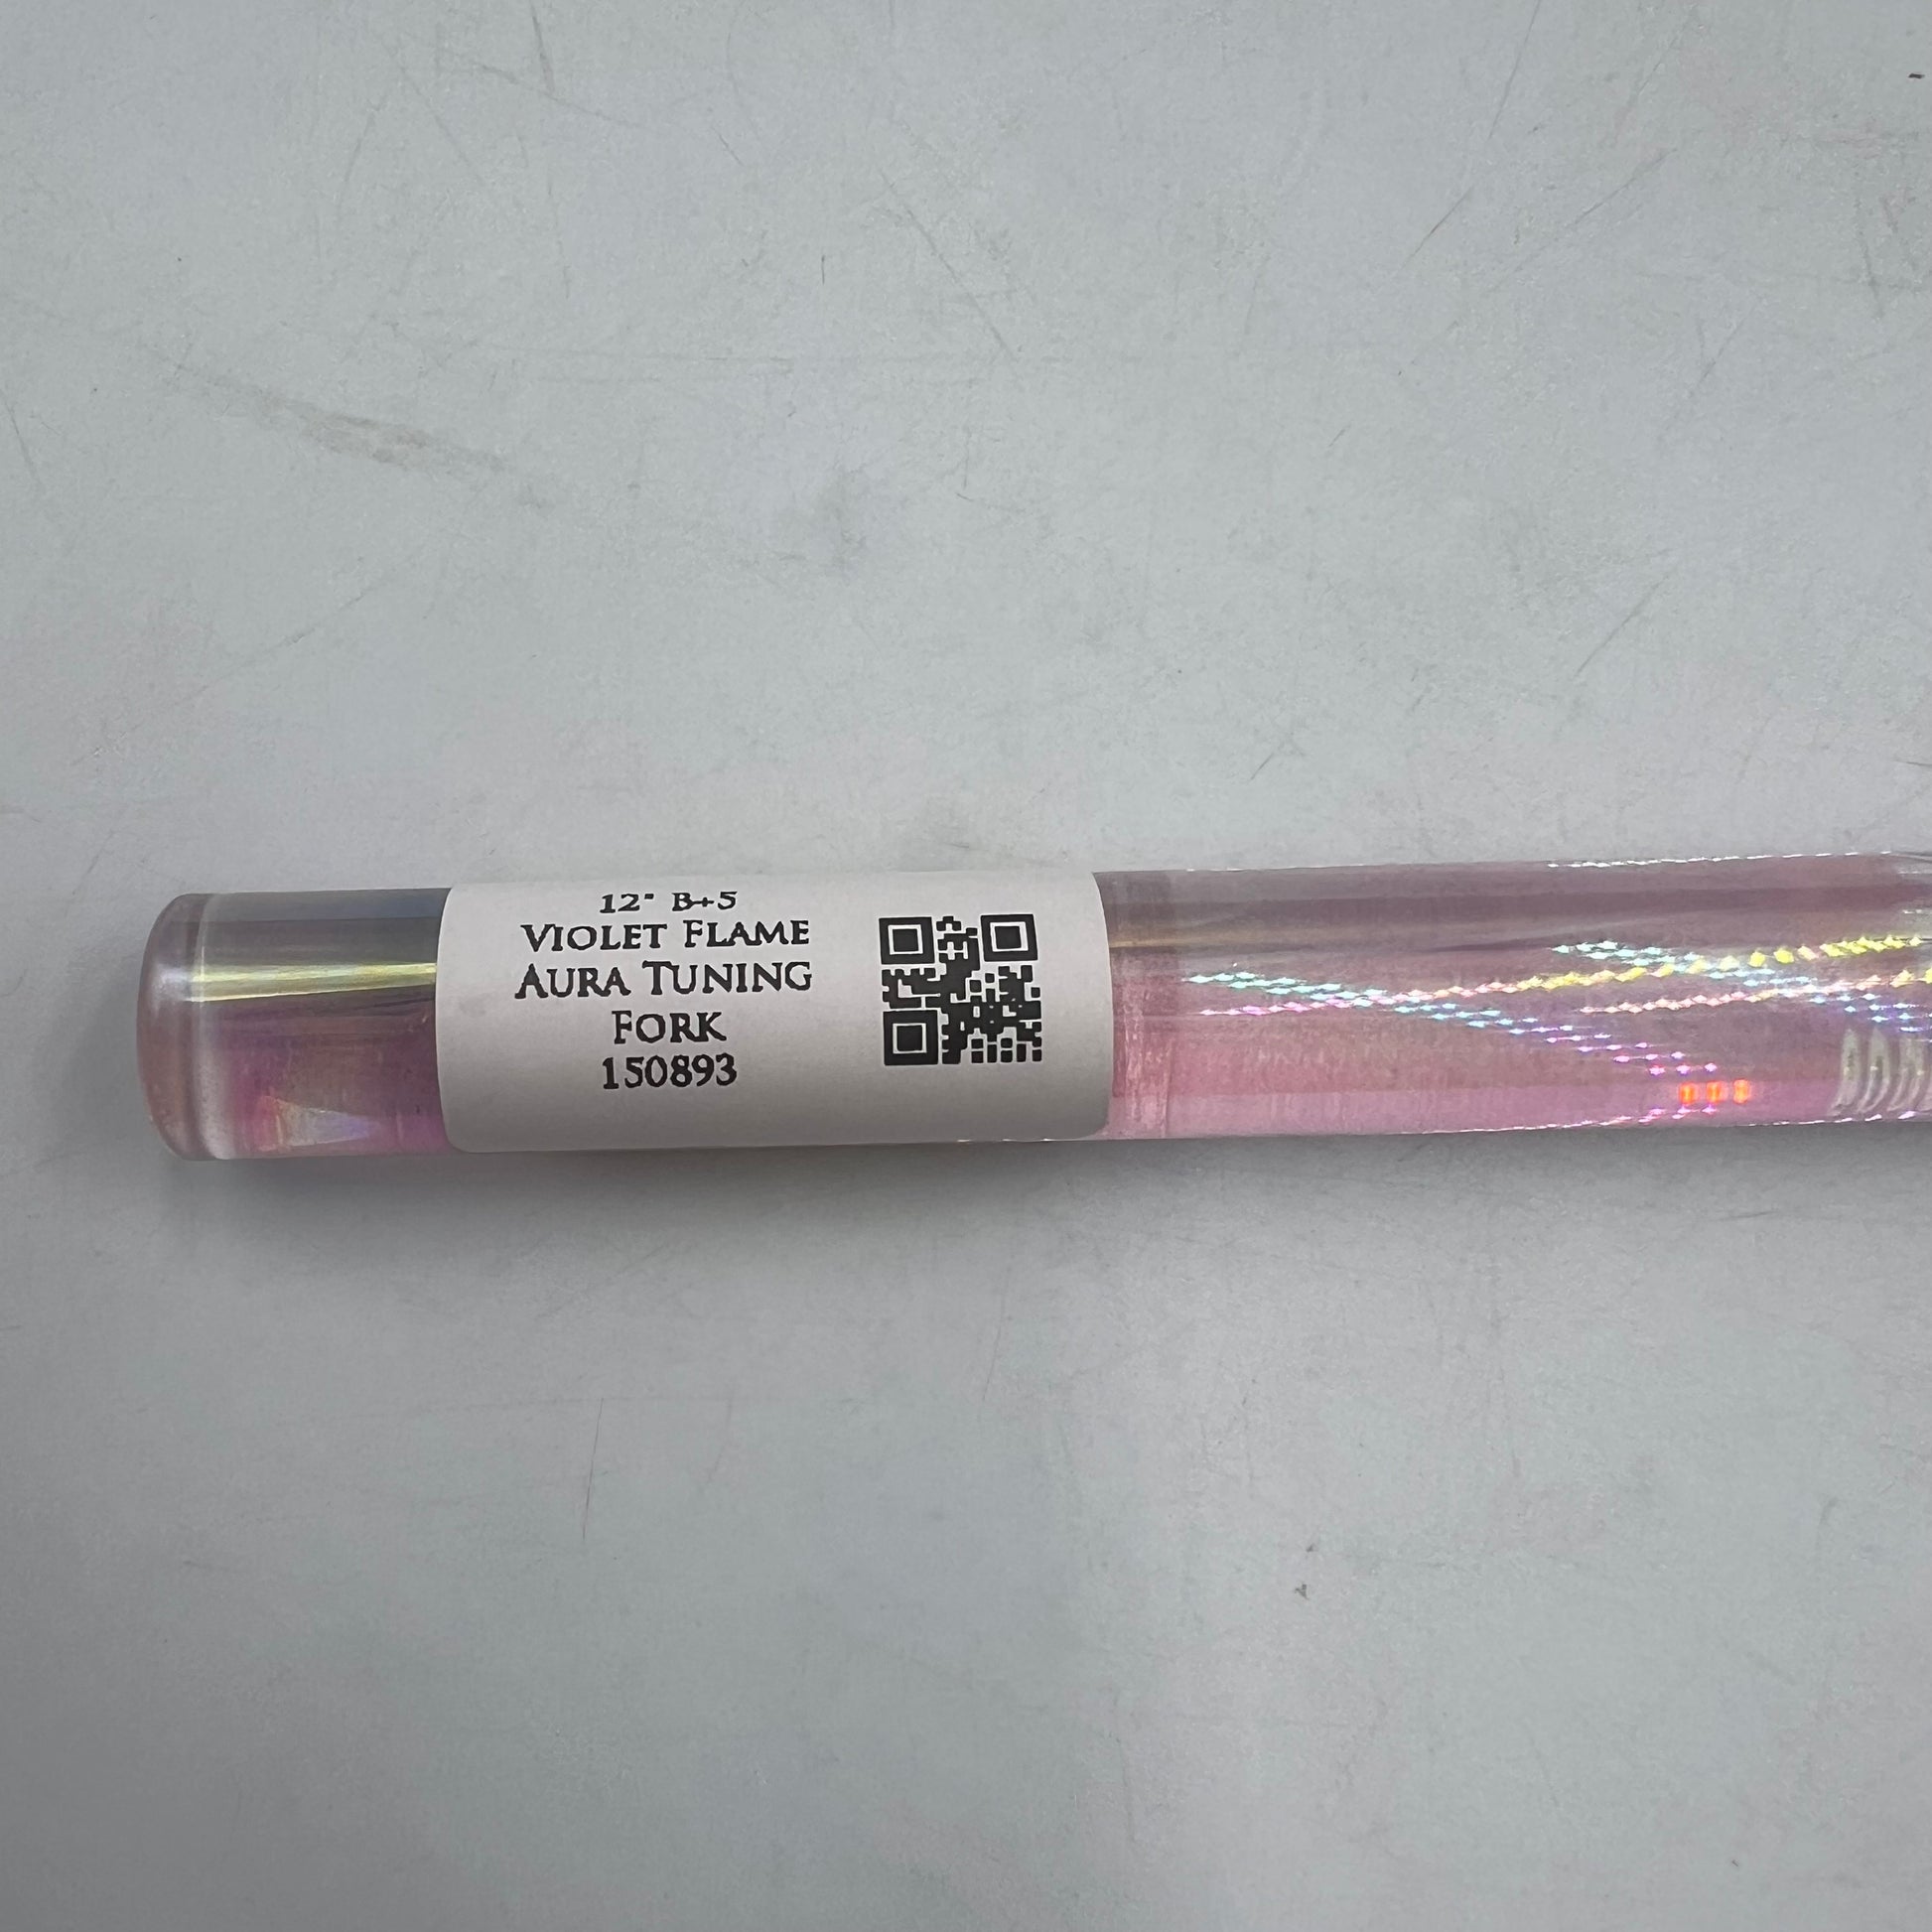 12" B+5
VIOLET FLAME
AURA TUNING
FORK
150893